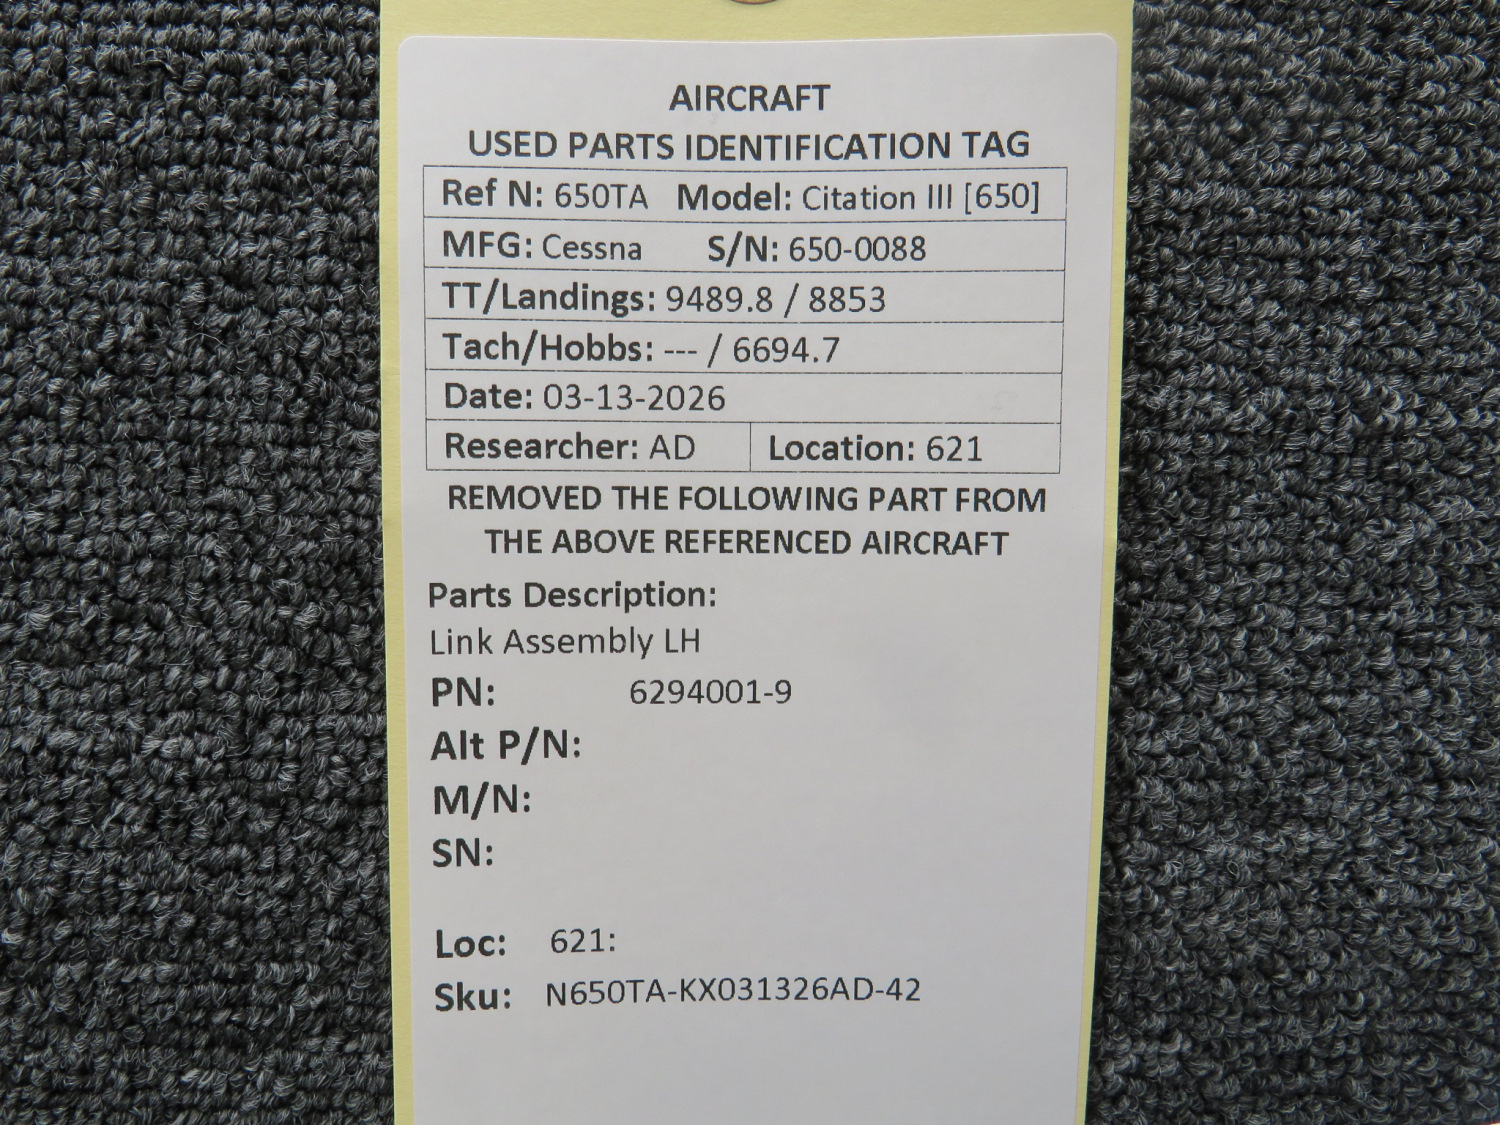 AIRCRAFT
USED PARTS IDENTIFICATION TAG
Ref N: 650TA Model: Citation III [650]
MFG: Cessna S/N: 650-0088
TT/Landings: 9489.8 / 8853
Tach/Hobbs: --- / 6694.7
Date: 03-13-2026
Researcher: AD Location: 621
REMOVED THE FOLLOWING PART FROM
THE ABOVE REFERENCED AIRCRAFT
Parts Description:
Link Assembly LH
PN: 6294001-9
Alt P/N:
M/N:
SN:
Loc: 621:
Sku: N650TA-KX031326AD-42